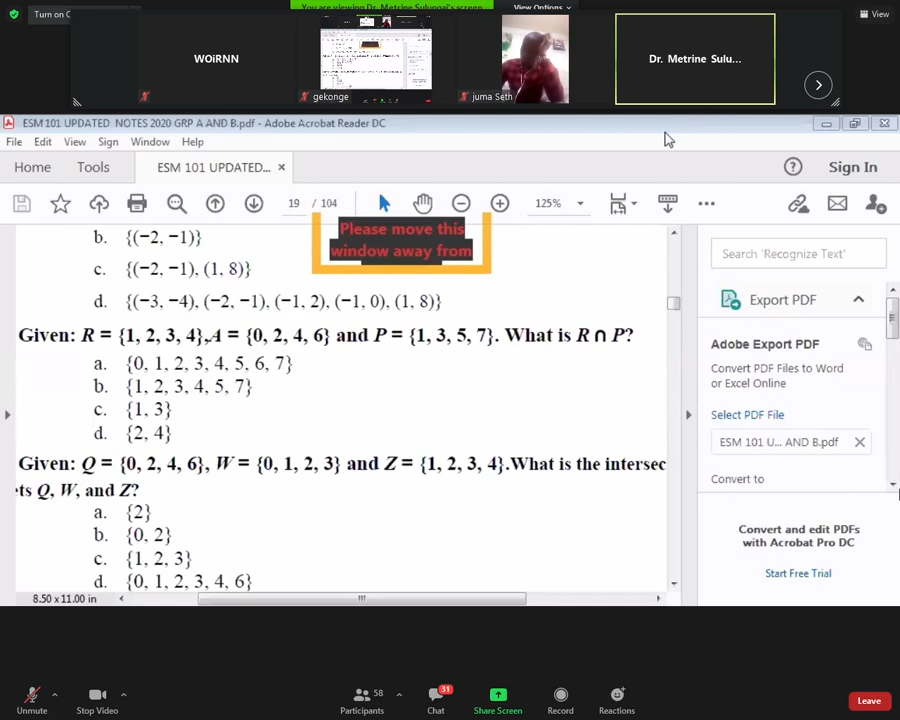 You are viewing Dr. Metrine Sulungai's screen
View Options
Turn on
View
WOiRNN
gekonge
juma Seth
Dr. Metrine Sulu...
ESM 101 UPDATED NOTES 2020 GRP A AND B.pdf - Adobe Acrobat Reader DC
File Edit View Sign Window Help
Home Tools ESM 101 UPDATED... × Sign In
19 / 104 125%
Please move this
window away from
b. {(−2, −1)}
c. {(−2, −1), (1, 8)}
d. {(−3, −4), (−2, −1), (−1, 2), (−1, 0), (1, 8)}
Given: R = {1, 2, 3, 4},A = {0, 2, 4, 6} and P = {1, 3, 5, 7}. What is R ∩ P?
a. {0, 1, 2, 3, 4, 5, 6, 7}
b. {1, 2, 3, 4, 5, 7}
c. {1, 3}
d. {2, 4}
Given: Q = {0, 2, 4, 6}, W = {0, 1, 2, 3} and Z = {1, 2, 3, 4}.What is the intersec
ts Q, W, and Z?
a. {2}
b. {0, 2}
c. {1, 2, 3}
d. {0, 1, 2, 3, 4, 6}
8.50 x 11.00 in
Search 'Recognize Text'
Export PDF
Adobe Export PDF
Convert PDF Files to Word
or Excel Online
Select PDF File
ESM 101 U... AND B.pdf
Convert to
Convert and edit PDFs
with Acrobat Pro DC
Start Free Trial
Unmute Stop Video Participants 58 Chat 31 Share Screen Record Reactions Leave